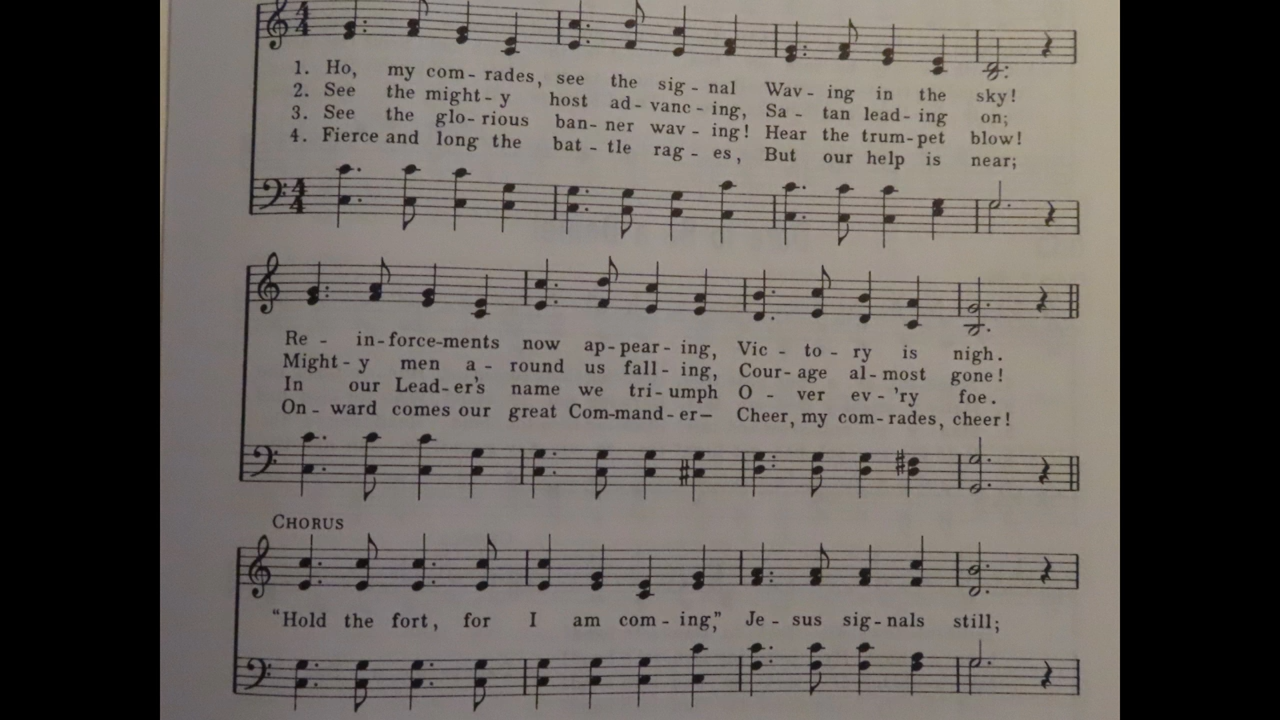 1. Ho, my com-rades, see the sig-nal Wav-ing in the sky!
2. See the might-y host ad-vanc-ing, Sa-tan lead-ing on;
3. See the glo-rious ban-ner wav-ing! Hear the trum-pet blow!
4. Fierce and long the bat-tle rag-es, But our help is near;
Re-in-force-ments now ap-pear-ing, Vic-to-ry is nigh.
Might-y men a-round us fall-ing, Cour-age al-most gone!
In our Lead-er's name we tri-umph O-ver ev-'ry foe.
On-ward comes our great Com-mand-er— Cheer, my com-rades, cheer!
CHORUS
"Hold the fort, for I am com-ing," Je-sus sig-nals still;